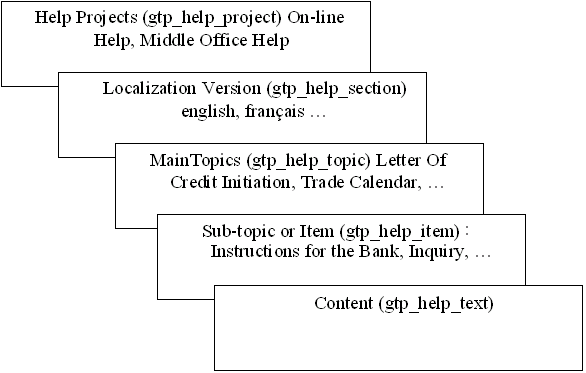 Help Projects (gtp_help_project) On-line
Help, Middle Office Help
Localization Version (gtp_help_section)
english, français …
MainTopics (gtp_help_topic) Letter Of
Credit Initiation, Trade Calendar, …
Sub-topic or Item (gtp_help_item) :
Instructions for the Bank, Inquiry, …
Content (gtp_help_text)